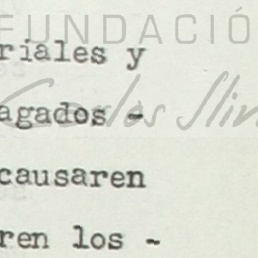 FUNDACIÓ
riales y
agados -
Carlos Slim
causaren
ren los -